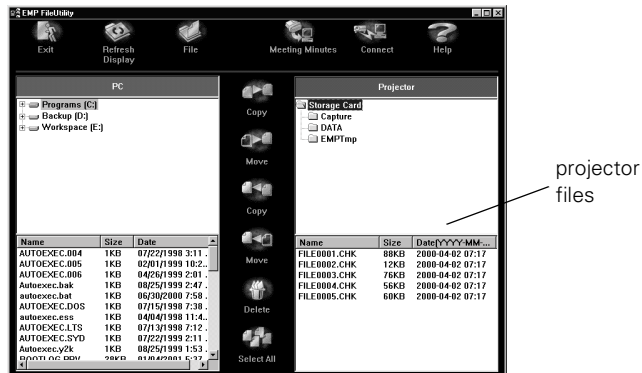 EMP FileUtility
Exit
Refresh
Display
File
Meeting Minutes
Connect
Help
PC
Programs (C:)
Backup (D:)
Workspace (E:)
Name Size Date
AUTOEXEC.004 1KB 07/22/1998 3:11 .
AUTOEXEC.005 1KB 02/01/1999 10:2..
AUTOEXEC.006 1KB 04/26/1999 2:01 .
Autoexec.bak 1KB 08/25/1999 2:47 .
autoexec.bat 1KB 06/30/2000 7:58 .
AUTOEXEC.DOS 1KB 07/15/1998 7:38 .
autoexec.ess 1KB 04/04/1998 11:4..
AUTOEXEC.LTS 1KB 07/13/1998 7:12 .
AUTOEXEC.SYD 1KB 07/22/1999 2:11 .
Autoexec.y2k 1KB 08/25/1999 1:53 .
BOOTLOG.PRV 28KB 01/04/2001 5:37
Copy
Move
Copy
Move
Delete
Select All
Projector
Storage Card
Capture
DATA
EMPTmp
Name Size Date(YYYY-MM-...
FILE0001.CHK 88KB 2000-04-02 07:17
FILE0002.CHK 12KB 2000-04-02 07:17
FILE0003.CHK 76KB 2000-04-02 07:17
FILE0004.CHK 56KB 2000-04-02 07:17
FILE0005.CHK 60KB 2000-04-02 07:17
projector
files